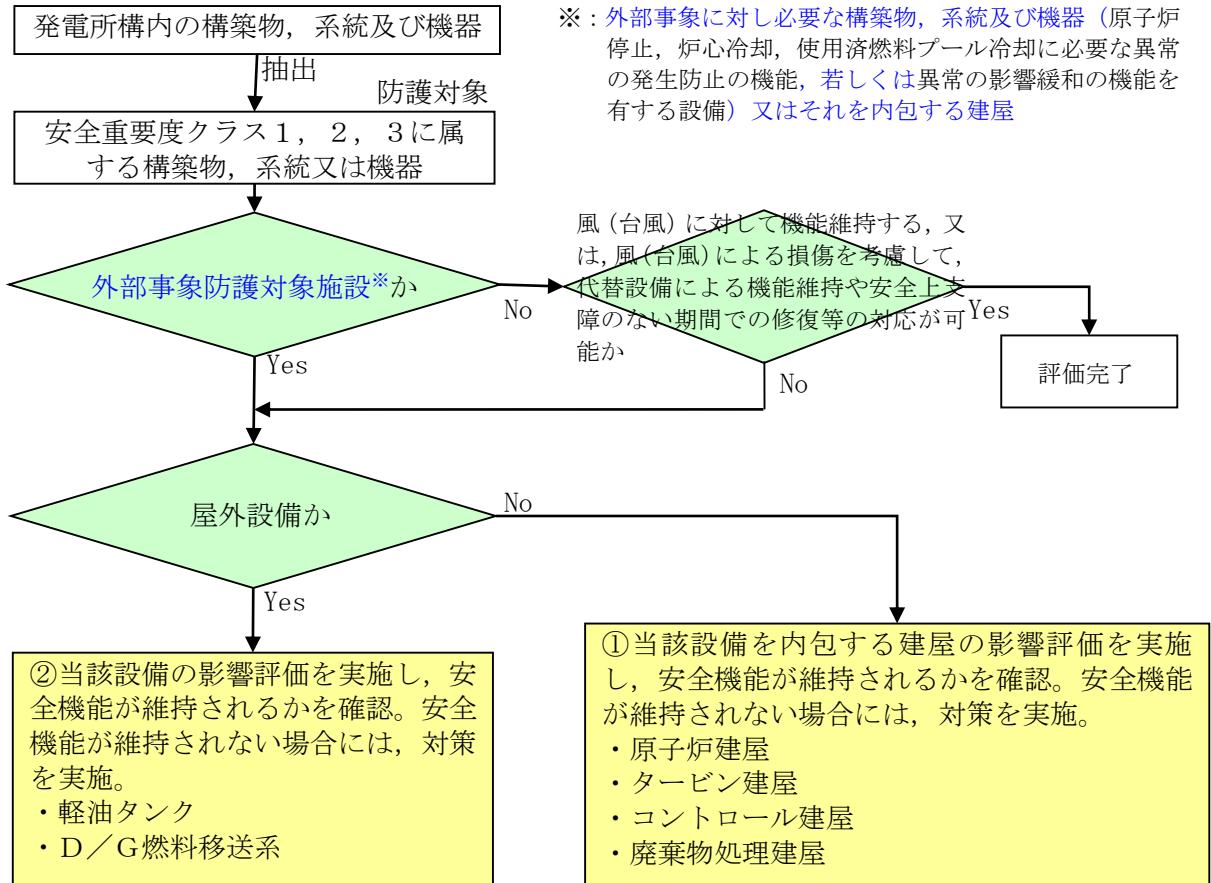 発電所構内の構築物，系統及び機器
※：外部事象に対し必要な構築物，系統及び機器（原子炉
停止，炉心冷却，使用済燃料プール冷却に必要な異常
の発生防止の機能，若しくは異常の影響緩和の機能を
有する設備）又はそれを内包する建屋
抽出
防護対象
安全重要度クラス１，２，３に属
する構築物，系統又は機器
外部事象防護対象施設※か
No
Yes
風（台風）に対して機能維持する，又
は，風（台風）による損傷を考慮して，
代替設備による機能維持や安全上支
障のない期間での修復等の対応が可
能か
Yes
No
評価完了
屋外設備か
No
Yes
②当該設備の影響評価を実施し，安
全機能が維持されるかを確認。安全
機能が維持されない場合には，対策
を実施。
・軽油タンク
・Ｄ／Ｇ燃料移送系
①当該設備を内包する建屋の影響評価を実施
し，安全機能が維持されるかを確認。安全機能
が維持されない場合には，対策を実施。
・原子炉建屋
・タービン建屋
・コントロール建屋
・廃棄物処理建屋